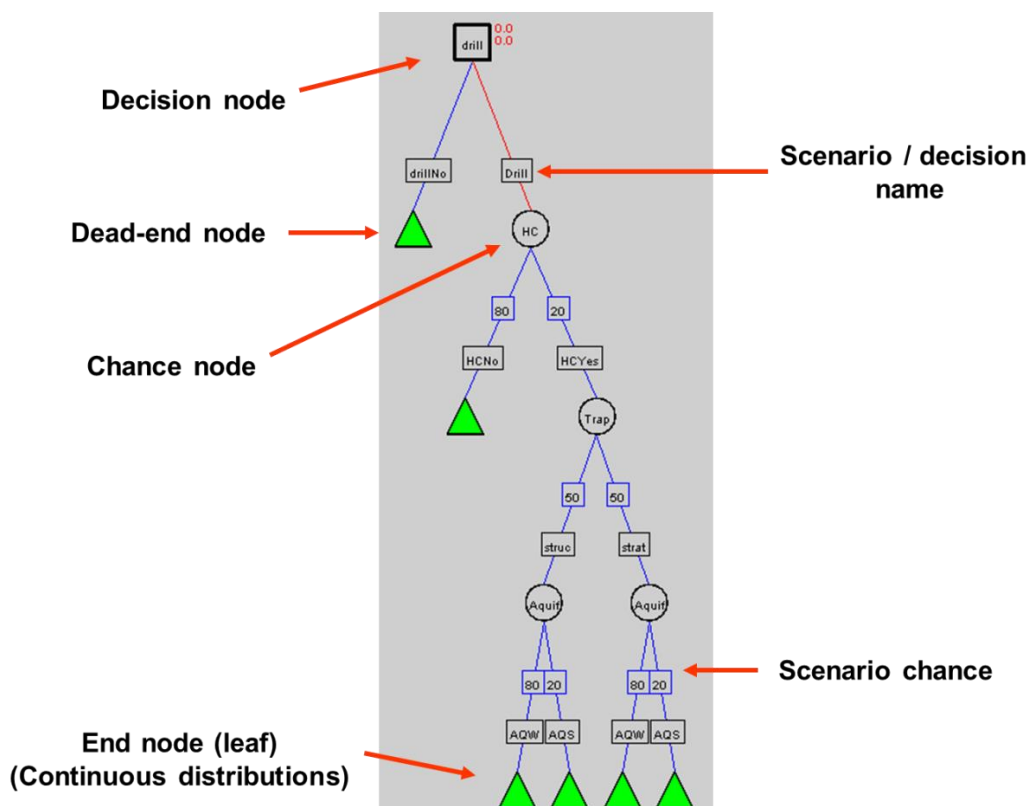 drill
0.0
0.0
Decision node
drillNo
Drill
Scenario / decision
name
Dead-end node
HC
80
20
Chance node
HCNo
HCYes
Trap
50
50
struc
strat
Aquif
Aquif
80
20
80
20
Scenario chance
AQW
AQS
AQW
AQS
End node (leaf)
(Continuous distributions)